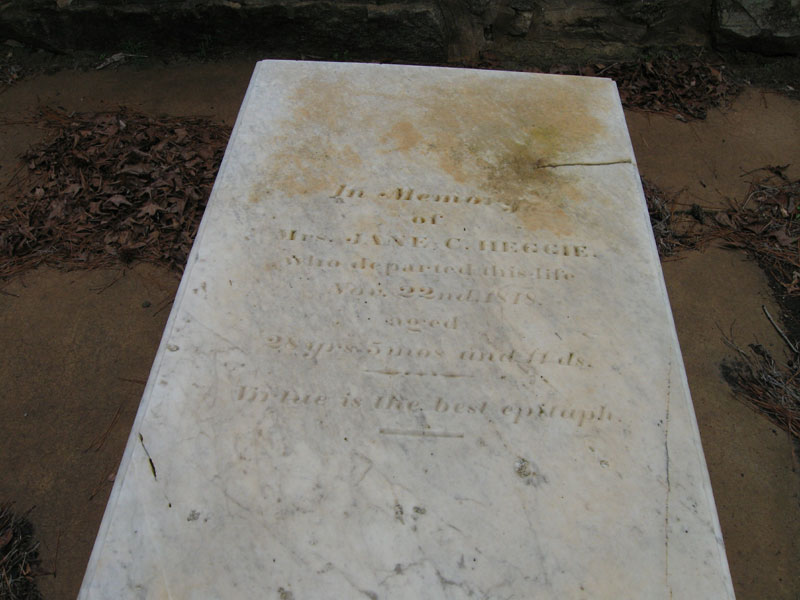 In Memory
of
Mrs. JANE. C. HEGGIE.
Who departed this life
Nov. 22nd, 1818.
aged
28 yrs. 5 mos and 11 ds.
Virtue is the best epitaph.